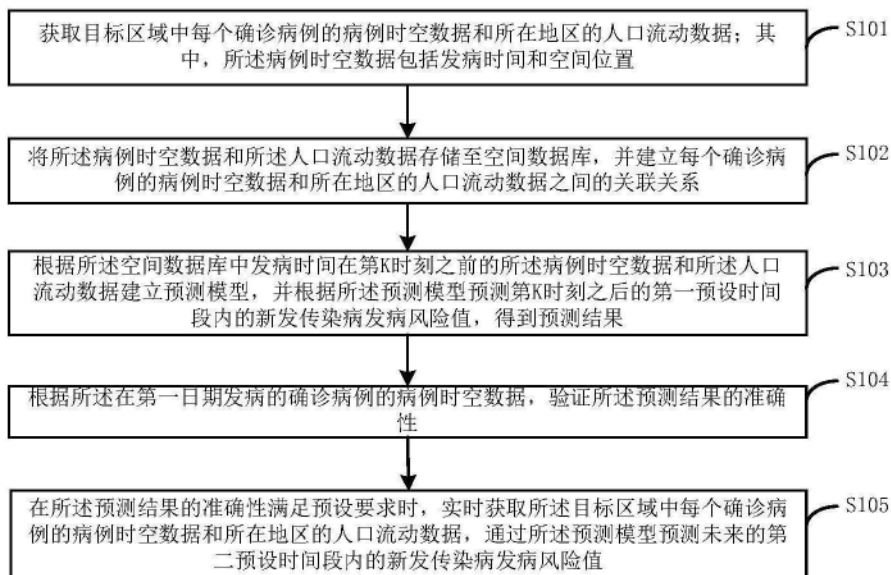 获取目标区域中每个确诊病例的病例时空数据和所在地区的人口流动数据；其
中，所述病例时空数据包括发病时间和空间位置
S101
将所述病例时空数据和所述人口流动数据存储至空间数据库，并建立每个确诊病
例的病例时空数据和所在地区的人口流动数据之间的关联关系
S102
根据所述空间数据库中发病时间在第K时刻之前的所述病例时空数据和所述人口
流动数据建立预测模型，并根据所述预测模型预测第K时刻之后的第一预设时间
段内的新发传染病发病风险值，得到预测结果
S103
根据所述在第一日期发病的确诊病例的病例时空数据，验证所述预测结果的准确
性
S104
在所述预测结果的准确性满足预设要求时，实时获取所述目标区域中每个确诊病
例的病例时空数据和所在地区的人口流动数据，通过所述预测模型预测未来的第
二预设时间段内的新发传染病发病风险值
S105